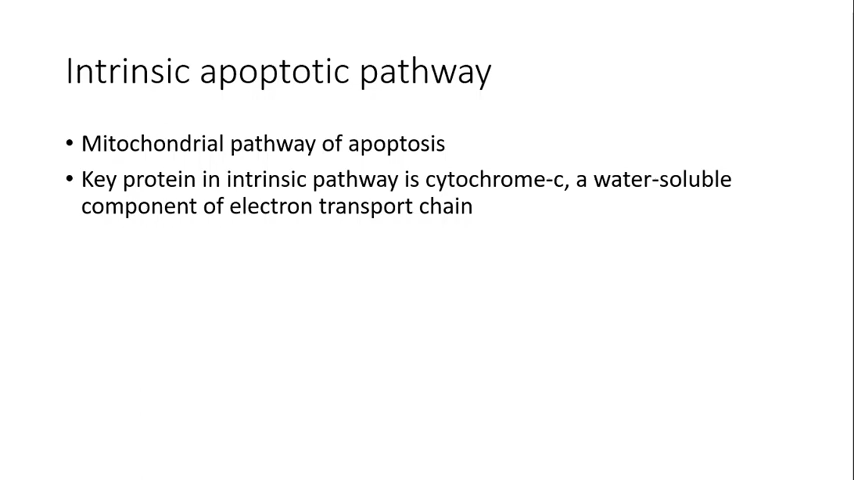 Intrinsic apoptotic pathway
• Mitochondrial pathway of apoptosis
• Key protein in intrinsic pathway is cytochrome-c, a water-soluble
component of electron transport chain